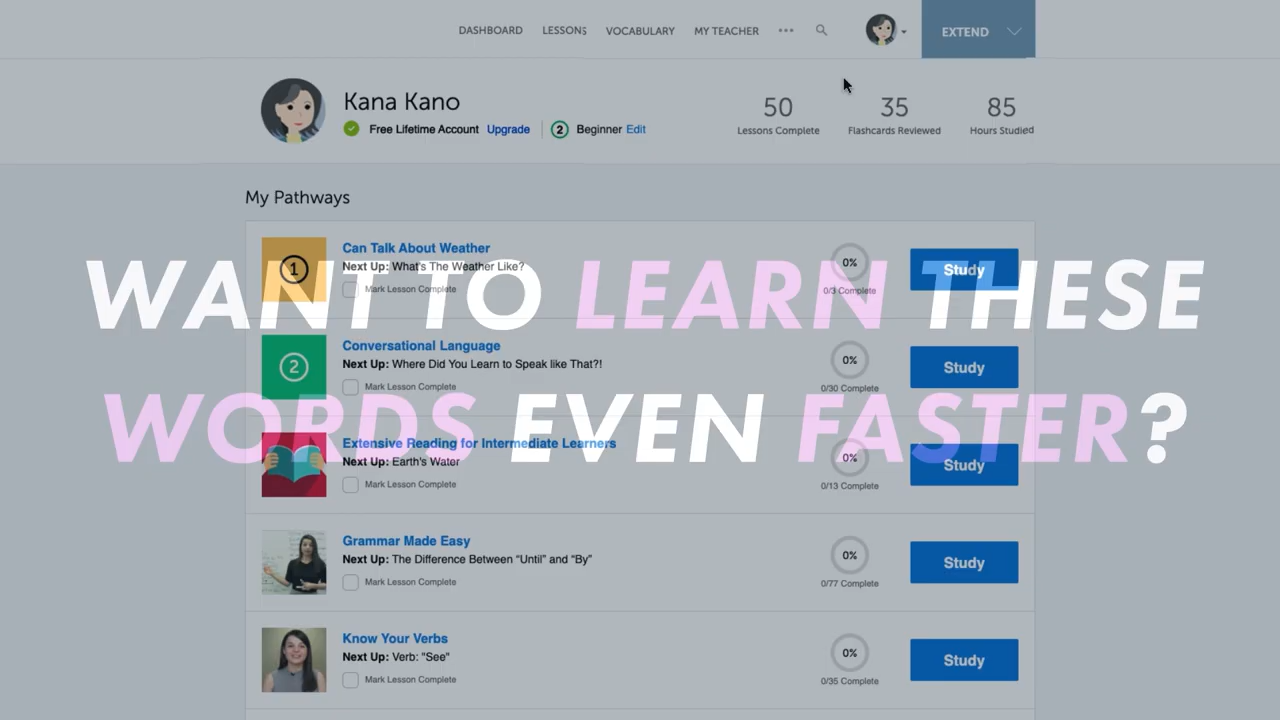 DASHBOARD LESSONS VOCABULARY MY TEACHER ••• EXTEND
Kana Kano
Free Lifetime Account Upgrade 2 Beginner Edit
50 35 85
Lessons Complete Flashcards Reviewed Hours Studied
My Pathways
1
Can Talk About Weather
Next Up: What's The Weather Like?
Mark Lesson Complete
0%
0/3 Complete
Study
WANT TO LEARN THESE
2
Conversational Language
Next Up: Where Did You Learn to Speak like That?!
Mark Lesson Complete
0%
0/30 Complete
Study
WORDS EVEN FASTER?
Extensive Reading for Intermediate Learners
Next Up: Earth's Water
Mark Lesson Complete
0%
0/13 Complete
Study
Grammar Made Easy
Next Up: The Difference Between “Until” and “By”
Mark Lesson Complete
0%
0/77 Complete
Study
Know Your Verbs
Next Up: Verb: "See"
Mark Lesson Complete
0%
0/35 Complete
Study